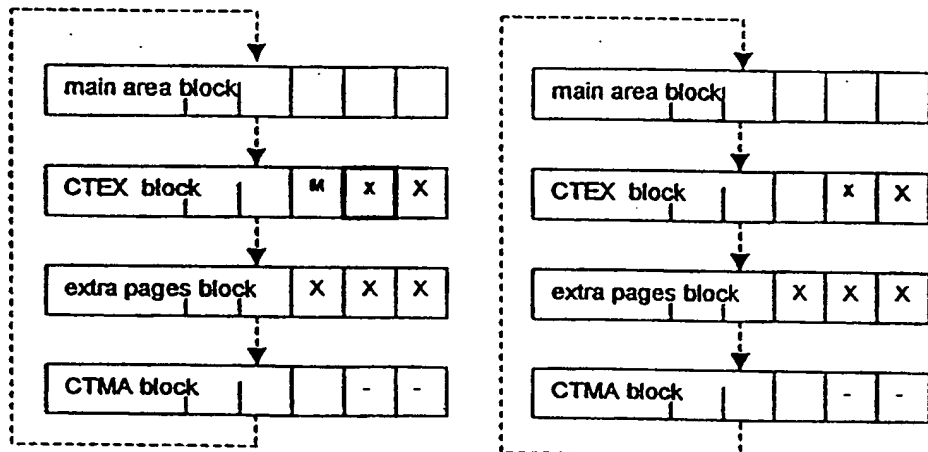 main area block
CTEX block M x X
extra pages block X X X
CTMA block - -
main area block
CTEX block x X
extra pages block X X X
CTMA block - -